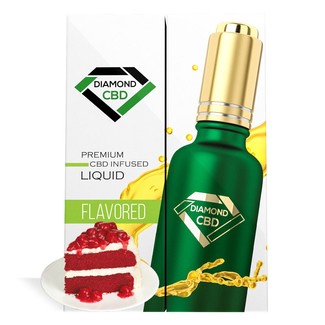 DIAMOND
CBD
PREMIUM
CBD INFUSED
LIQUID
FLAVORED
DIAMOND
CBD